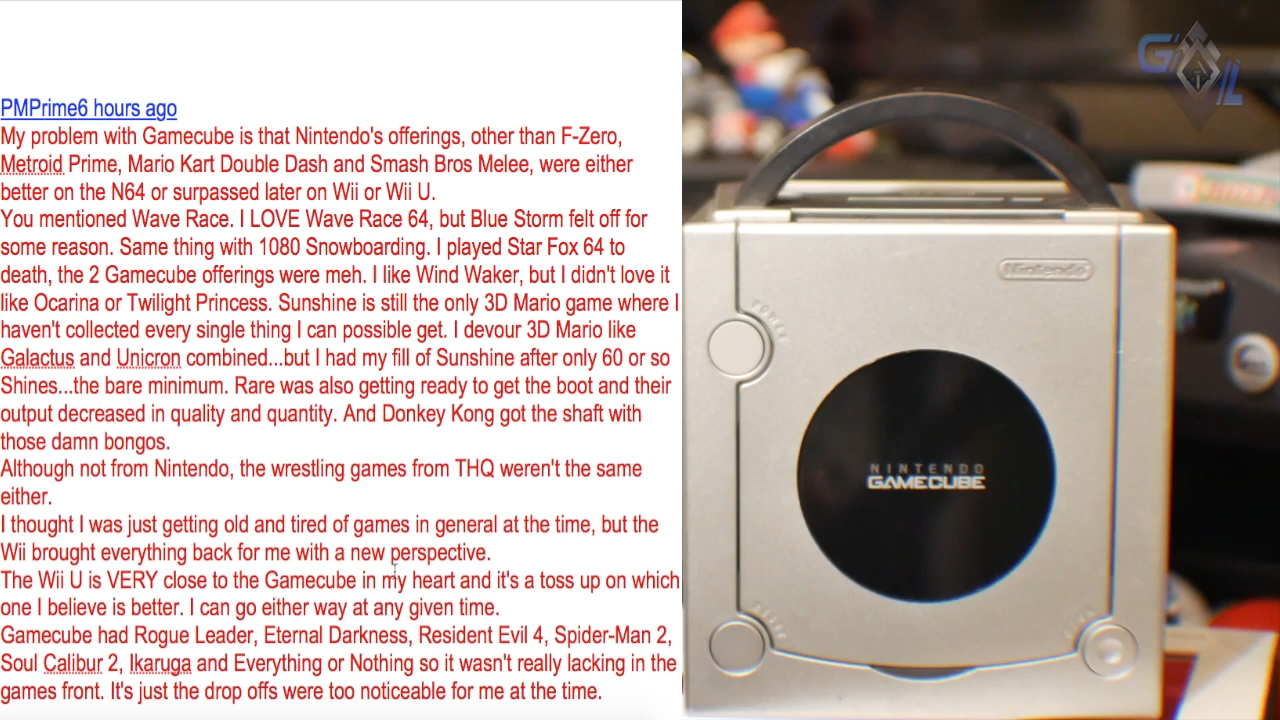 PMPrime6 hours ago
My problem with Gamecube is that Nintendo's offerings, other than F-Zero,
Metroid Prime, Mario Kart Double Dash and Smash Bros Melee, were either
better on the N64 or surpassed later on Wii or Wii U.
You mentioned Wave Race. I LOVE Wave Race 64, but Blue Storm felt off for
some reason. Same thing with 1080 Snowboarding. I played Star Fox 64 to
death, the 2 Gamecube offerings were meh. I like Wind Waker, but I didn't love it
like Ocarina or Twilight Princess. Sunshine is still the only 3D Mario game where I
haven't collected every single thing I can possible get. I devour 3D Mario like
Galactus and Unicron combined...but I had my fill of Sunshine after only 60 or so
Shines...the bare minimum. Rare was also getting ready to get the boot and their
output decreased in quality and quantity. And Donkey Kong got the shaft with
those damn bongos.
Although not from Nintendo, the wrestling games from THQ weren't the same
either.
I thought I was just getting old and tired of games in general at the time, but the
Wii brought everything back for me with a new perspective.
The Wii U is VERY close to the Gamecube in my heart and it's a toss up on which
one I believe is better. I can go either way at any given time.
Gamecube had Rogue Leader, Eternal Darkness, Resident Evil 4, Spider-Man 2,
Soul Calibur 2, Ikaruga and Everything or Nothing so it wasn't really lacking in the
games front. It's just the drop offs were too noticeable for me at the time.
Nintendo
POWER
NINTENDO
GAMECUBE
RESET
OPEN